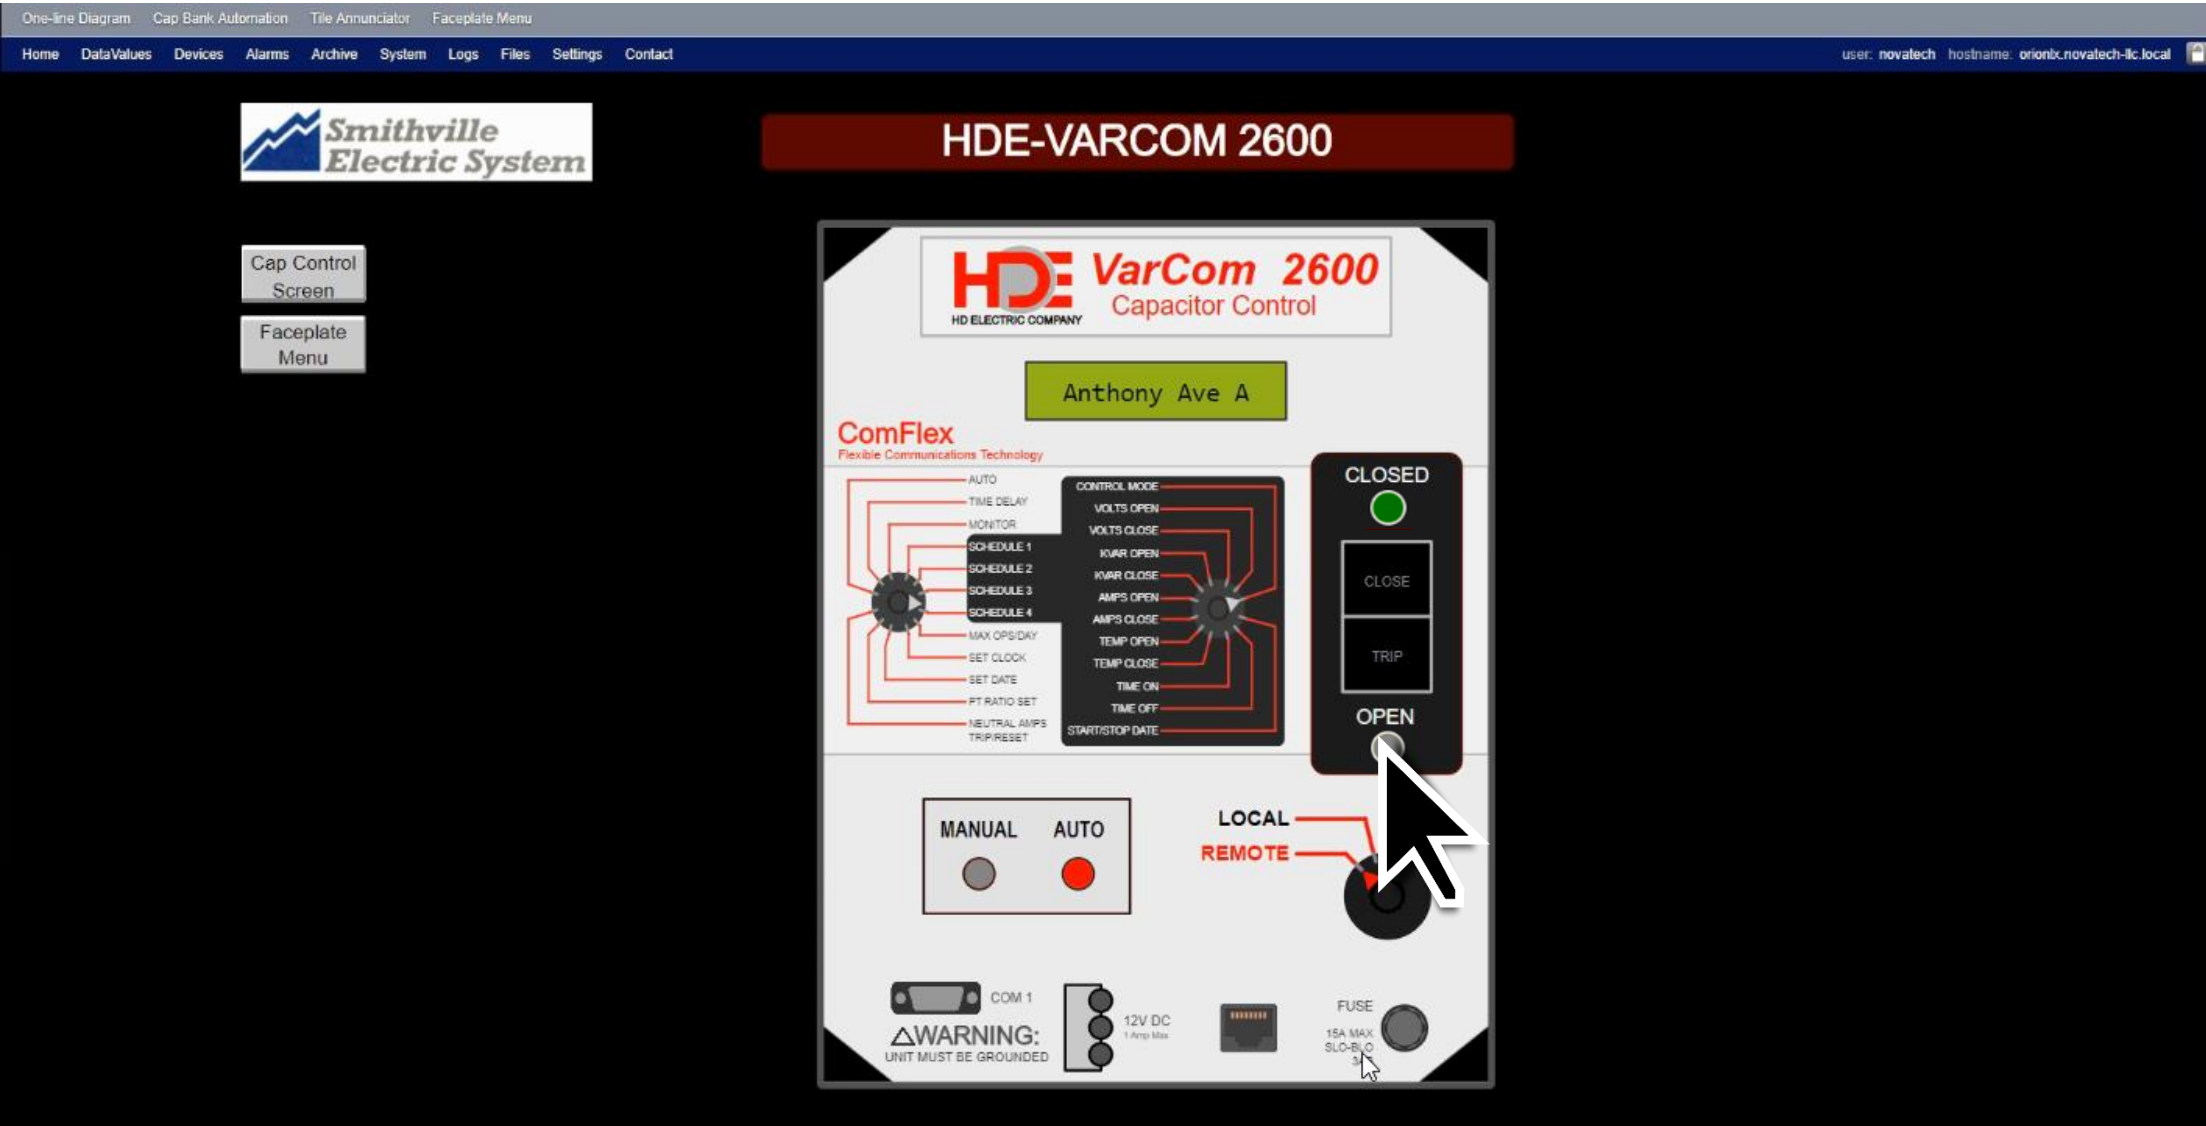 One-line Diagram Cap Bank Automation Tile Annunciator Faceplate Menu
Home DataValues Devices Alarms Archive System Logs Files Settings Contact user: novatech hostname: orionlx.novatech-llc.local
Smithville
Electric System
HDE-VARCOM 2600
Cap Control
Screen
Faceplate
Menu
HDE
HD ELECTRIC COMPANY
VarCom 2600
Capacitor Control
Anthony Ave A
ComFlex
Flexible Communications Technology
AUTO
TIME DELAY
MONITOR
SCHEDULE 1
SCHEDULE 2
SCHEDULE 3
SCHEDULE 4
MAX OPS/DAY
SET CLOCK
SET DATE
PT RATIO SET
NEUTRAL AMPS
TRIP/RESET
CONTROL MODE
VOLTS OPEN
VOLTS CLOSE
KVAR OPEN
KVAR CLOSE
AMPS OPEN
AMPS CLOSE
TEMP OPEN
TEMP CLOSE
TIME ON
TIME OFF
START/STOP DATE
CLOSED
CLOSE
TRIP
OPEN
MANUAL AUTO
LOCAL
REMOTE
COM 1
WARNING:
UNIT MUST BE GROUNDED
12V DC
1 Amp Max
FUSE
15A MAX
SLO-BLO